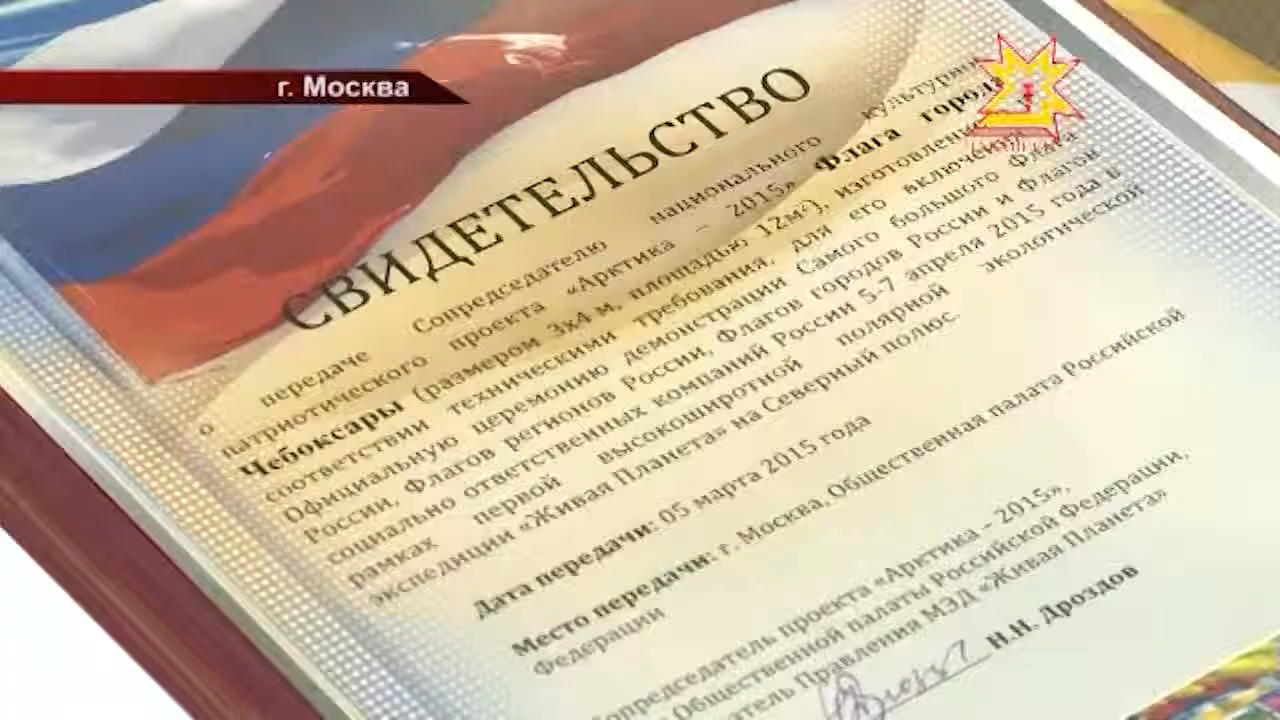 г. Москва
СВИДЕТЕЛЬСТВО
о передаче Сопредседателю национального культурно
патриотического проекта «Арктика – 2015» Флага города
Чебоксары (размером 3х4 м, площадью 12м²), изготовленно
соответствии техническими требования, для его включения
Официальную церемонию демонстрации Самого большого Флага
России, Флагов регионов России, Флагов городов России и Флагов
социально ответственных компаний России 5-7 апреля 2015 года в
рамках первой высокоширотной полярной экологической
экспедиции «Живая Планета» на Северный полюс.
Дата передачи: 05 марта 2015 года
Место передачи: г. Москва, Общественная палата Российской
Федерации
Сопредседатель проекта «Арктика – 2015»,
Общественной палаты Российской Федерации,
атель Правления МЭД «Живая Планета»
Н.Н. Дроздов